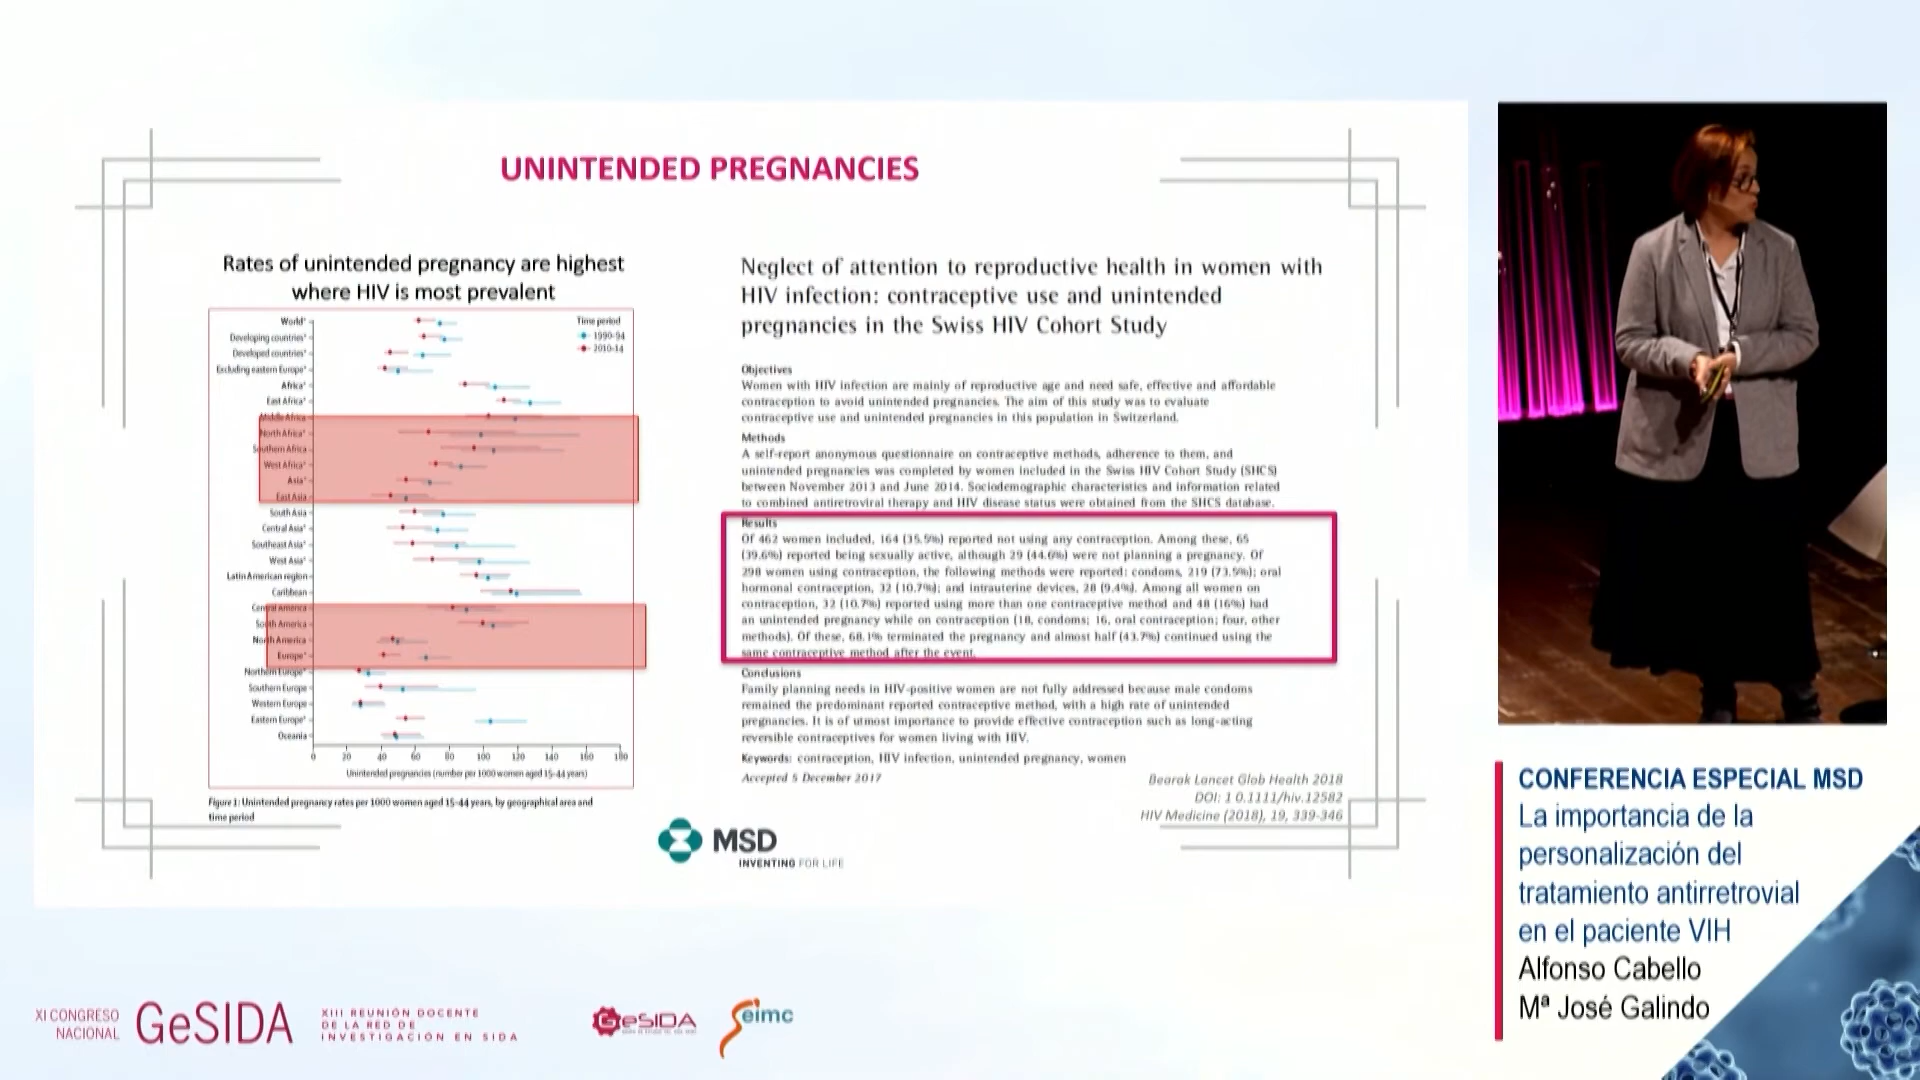 UNINTENDED PREGNANCIES
Rates of unintended pregnancy are highest
where HIV is most prevalent
World*
Developing countries*
Developed countries*
Excluding eastern Europe*
Africa*
East Africa*
Middle Africa
North Africa*
Southern Africa
West Africa*
Asia*
East Asia
South Asia
Central Asia*
Southeast Asia*
West Asia*
Latin American region
Caribbean
Central America
South America
North America
Europe*
Northern Europe*
Southern Europe
Western Europe
Eastern Europe*
Oceania
Time period
1990-94
2010-14
0 20 40 60 80 100 120 140 160 180
Unintended pregnancies (number per 1000 women aged 15-44 years)
Figure 1: Unintended pregnancy rates per 1000 women aged 15-44 years, by geographical area and
time period
Neglect of attention to reproductive health in women with
HIV infection: contraceptive use and unintended
pregnancies in the Swiss HIV Cohort Study
Objectives
Women with HIV infection are mainly of reproductive age and need safe, effective and affordable
contraception to avoid unintended pregnancies. The aim of this study was to evaluate
contraceptive use and unintended pregnancies in this population in Switzerland.
Methods
A self-report anonymous questionnaire on contraceptive methods, adherence to them, and
unintended pregnancies was completed by women included in the Swiss HIV Cohort Study (SHCS)
between November 2013 and June 2014. Sociodemographic characteristics and information related
to combined antiretroviral therapy and HIV disease status were obtained from the SHCS database.
Results
Of 462 women included, 164 (35.5%) reported not using any contraception. Among these, 65
(39.6%) reported being sexually active, although 29 (44.6%) were not planning a pregnancy. Of
298 women using contraception, the following methods were reported: condoms, 219 (73.5%); oral
hormonal contraception, 32 (10.7%); and intrauterine devices, 28 (9.4%). Among all women on
contraception, 32 (10.7%) reported using more than one contraceptive method and 48 (16%) had
an unintended pregnancy while on contraception (18, condoms; 16, oral contraception; four, other
methods). Of these, 68.1% terminated the pregnancy and almost half (43.7%) continued using the
same contraceptive method after the event.
Conclusions
Family planning needs in HIV-positive women are not fully addressed because male condoms
remained the predominant reported contraceptive method, with a high rate of unintended
pregnancies. It is of utmost importance to provide effective contraception such as long-acting
reversible contraceptives for women living with HIV.
Keywords: contraception, HIV infection, unintended pregnancy, women
Accepted 5 December 2017
Bearak Lancet Glob Health 2018
DOI: 1 0.1111/hiv.12582
HIV Medicine (2018), 19, 339-346
MSD
INVENTING FOR LIFE
CONFERENCIA ESPECIAL MSD
La importancia de la
personalización del
tratamiento antirretrovial
en el paciente VIH
Alfonso Cabello
Mª José Galindo
XI CONGRESO
NACIONAL
GeSIDA
XIII REUNIÓN DOCENTE
DE LA RED DE
INVESTIGACIÓN EN SIDA
GeSIDA
Seimc